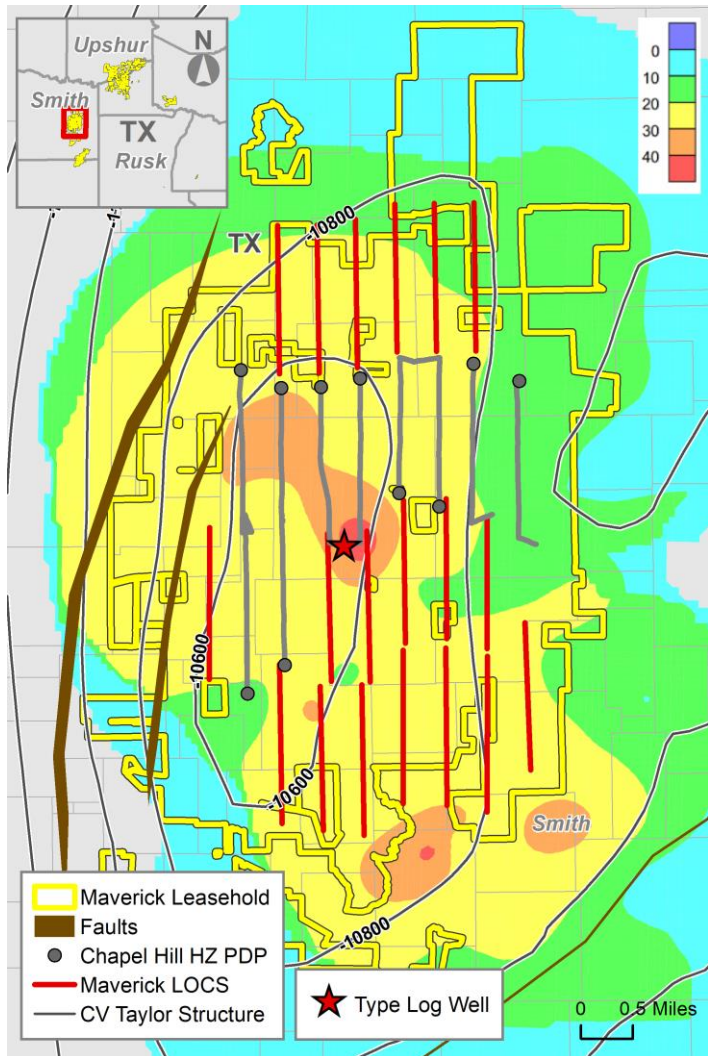 Upshur
N
Smith
TX
Rusk
0
10
20
30
40
-10800
TX
-10600
-10600
Smith
-10800
Maverick Leasehold
Faults
Chapel Hill HZ PDP
Maverick LOCS
CV Taylor Structure
Type Log Well
0 0.5 Miles